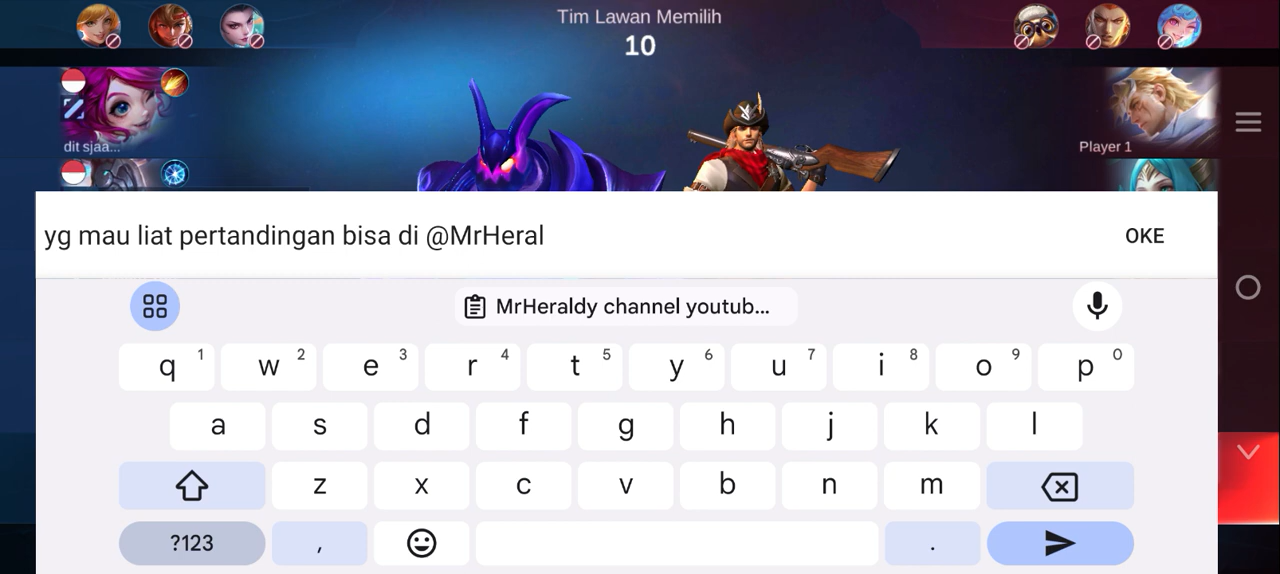 Tim Lawan Memilih
10
dit sjaa...
Player 1
yg mau liat pertandingan bisa di @MrHeral
OKE
MrHeraldy channel youtub...
q 1 w 2 e 3 r 4 t 5 y 6 u 7 i 8 o 9 p 0
a s d f g h j k l
z x c v b n m
?123 , .